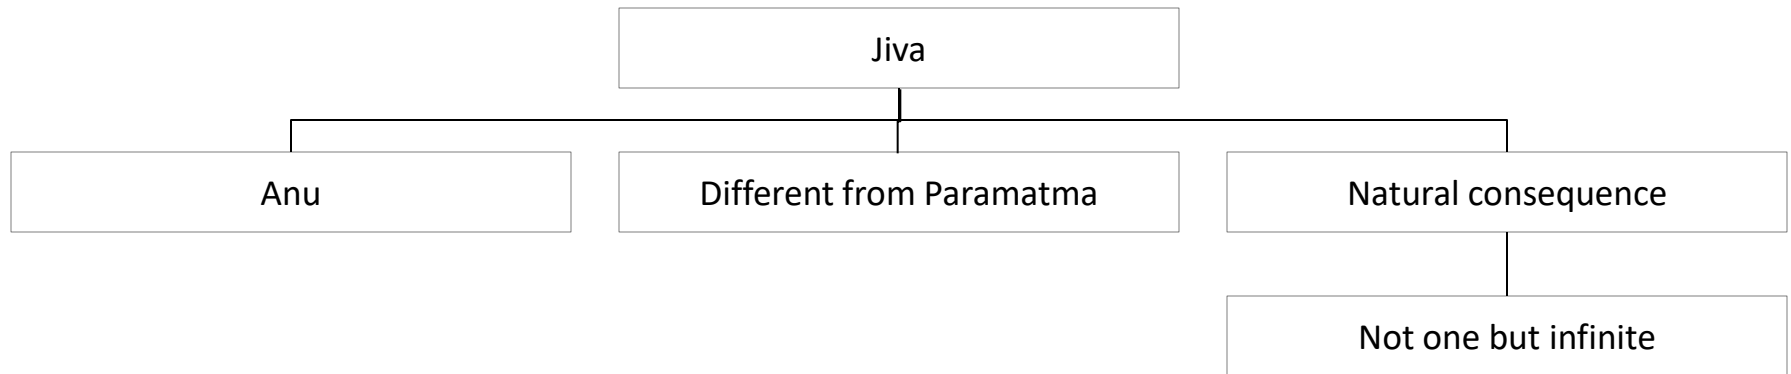 Jiva
Anu
Different from Paramatma
Natural consequence
Not one but infinite